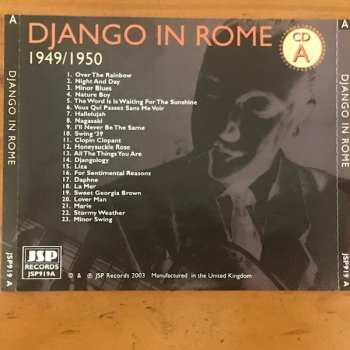 A
DJANGO IN ROME
JSP919 A
DJANGO IN ROME
1949/1950
CD
A
1. Over The Rainbow
2. Night And Day
3. Minor Blues
4. Nature Boy
5. The Word Is Waiting For The Sunshine
6. Vous Qui Passez Sans Me Voir
7. Hallelujah
8. Nagasaki
9. I'll Never Be The Same
10. Swing '39
11. Clopin Clopant
12. Honeysuckle Rose
13. All The Things You Are
14. Djangology
15. Liza
16. For Sentimental Reasons
17. Daphne
18. La Mer
19. Sweet Georgia Brown
20. Lover Man
21. Marie
22. Stormy Weather
23. Minor Swing
JSP
RECORDS
JSP919A
A ℗ JSP Records 2003 Manufactured in the United Kingdom
A
DJANGO IN ROME
JSP919 A